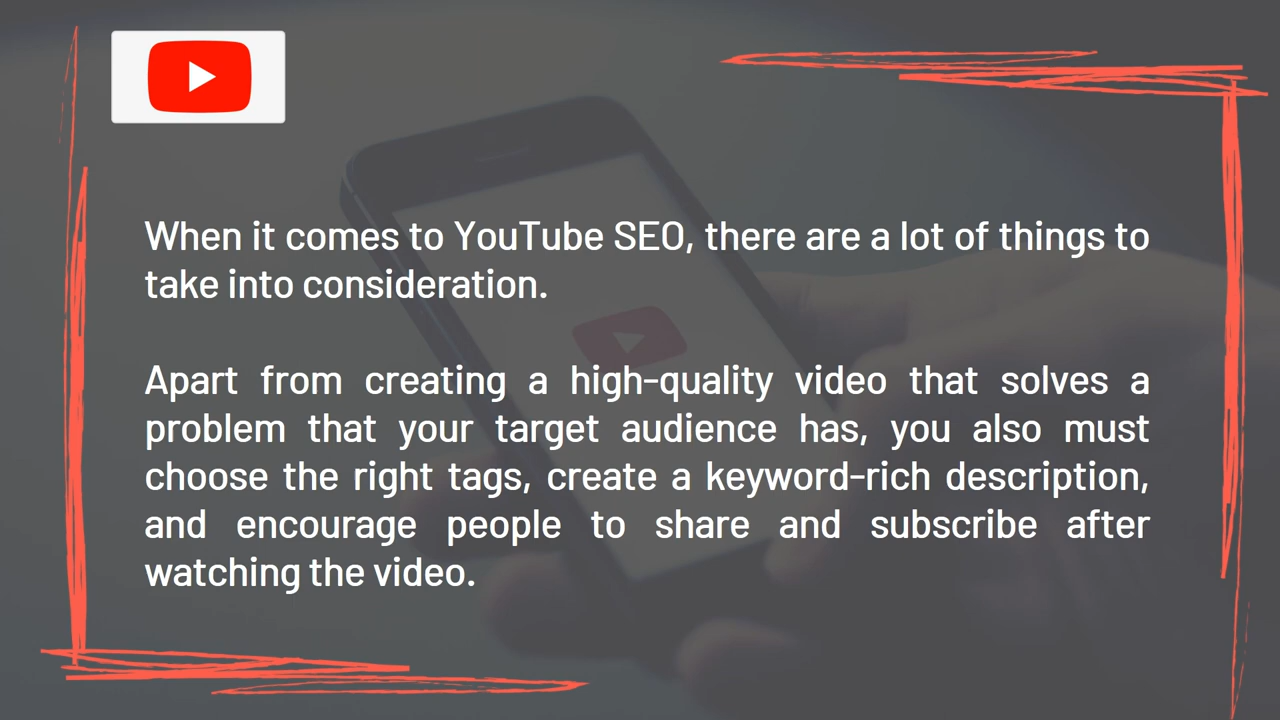 When it comes to YouTube SEO, there are a lot of things to
take into consideration.
Apart from creating a high-quality video that solves a
problem that your target audience has, you also must
choose the right tags, create a keyword-rich description,
and encourage people to share and subscribe after
watching the video.